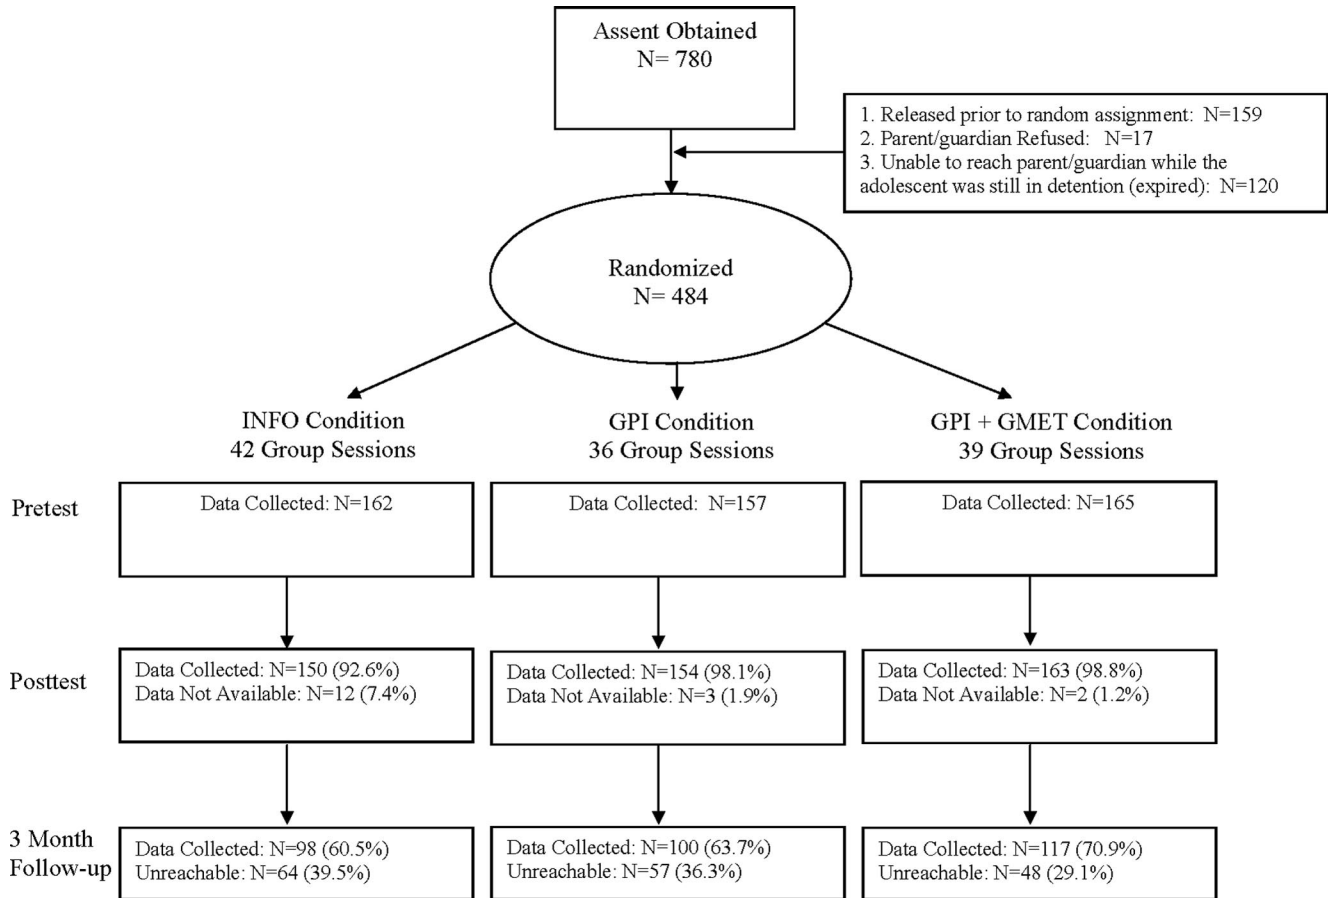 Assent Obtained
N= 780
1. Released prior to random assignment: N=159
2. Parent/guardian Refused: N=17
3. Unable to reach parent/guardian while the
adolescent was still in detention (expired): N=120
Randomized
N= 484
INFO Condition
42 Group Sessions
GPI Condition
36 Group Sessions
GPI + GMET Condition
39 Group Sessions
Pretest
Data Collected: N=162
Data Collected: N=157
Data Collected: N=165
Posttest
Data Collected: N=150 (92.6%)
Data Not Available: N=12 (7.4%)
Data Collected: N=154 (98.1%)
Data Not Available: N=3 (1.9%)
Data Collected: N=163 (98.8%)
Data Not Available: N=2 (1.2%)
3 Month
Follow-up
Data Collected: N=98 (60.5%)
Unreachable: N=64 (39.5%)
Data Collected: N=100 (63.7%)
Unreachable: N=57 (36.3%)
Data Collected: N=117 (70.9%)
Unreachable: N=48 (29.1%)